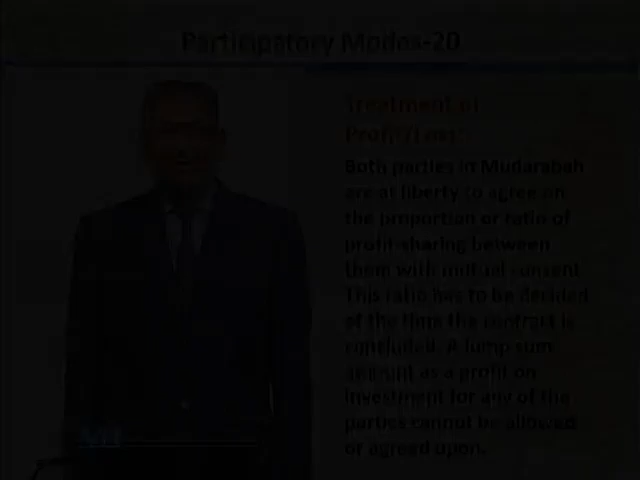 Participatory Modes-20
Treatment of
Profit/Loss:
Both parties in Mudarabah
are at liberty to agree on
the proportion or ratio of
profit-sharing between
them with mutual consent.
This ratio has to be decided
at the time the contract is
concluded. A lump sum
amount as a profit on
investment for any of the
parties cannot be allowed
or agreed upon.